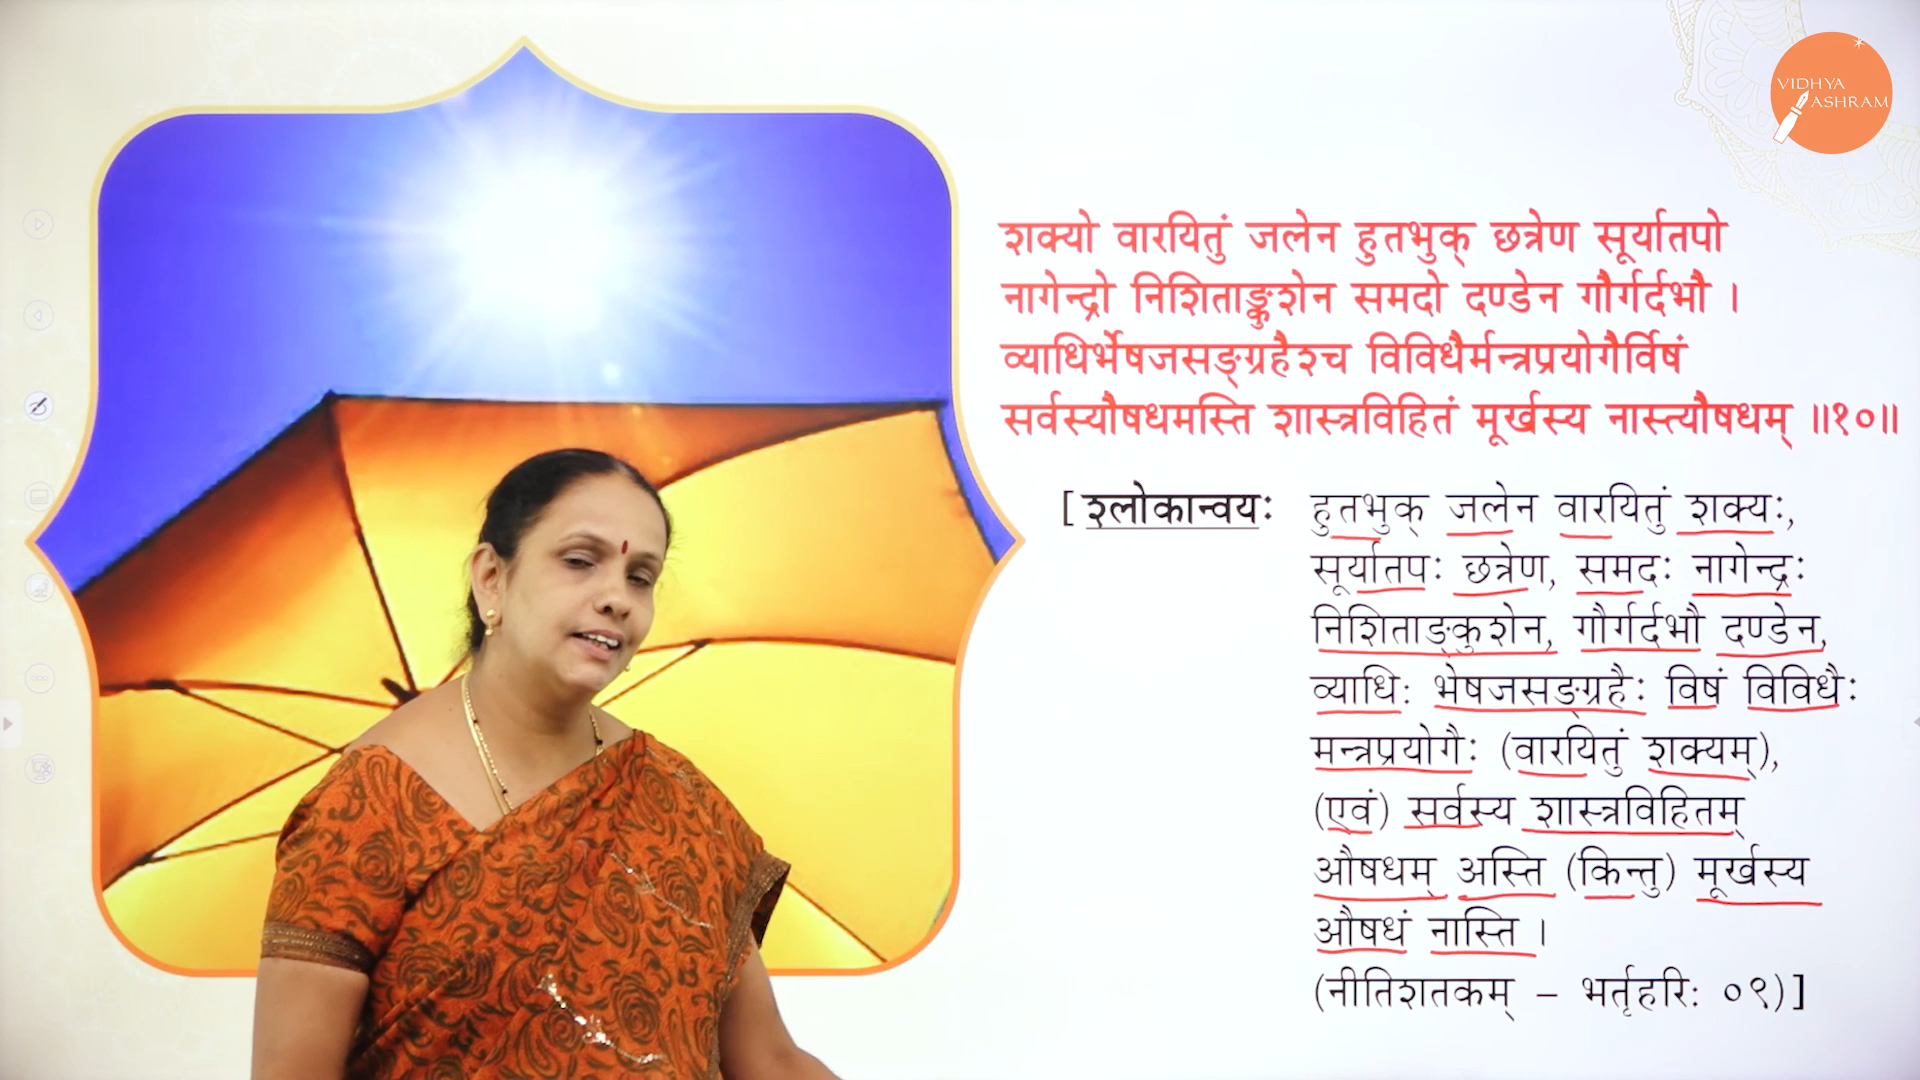 VIDHYA
ASHRAM
शक्यो वारयितुं जलेन हुतभुक् छत्रेण सूर्यातपो
नागेन्द्रो निशिताङ्कुशेन समदो दण्डेन गौर्गर्दभौ ।
व्याधिर्भेषजसङ्ग्रहैश्च विविधैर्मन्त्रप्रयोगैर्विषं
सर्वस्यौषधमस्ति शास्त्रविहितं मूर्खस्य नास्त्यौषधम् ॥१०॥
[ श्लोकान्वयः हुतभुक् जलेन वारयितुं शक्यः,
सूर्यातपः छत्रेण, समदः नागेन्द्रः
निशिताङ्कुशेन, गौर्गर्दभौ दण्डेन,
व्याधिः भेषजसङ्ग्रहैः विषं विविधैः
मन्त्रप्रयोगैः (वारयितुं शक्यम्),
(एवं) सर्वस्य शास्त्रविहितम्
औषधम् अस्ति (किन्तु) मूर्खस्य
औषधं नास्ति ।
(नीतिशतकम् – भर्तृहरिः ०९)]